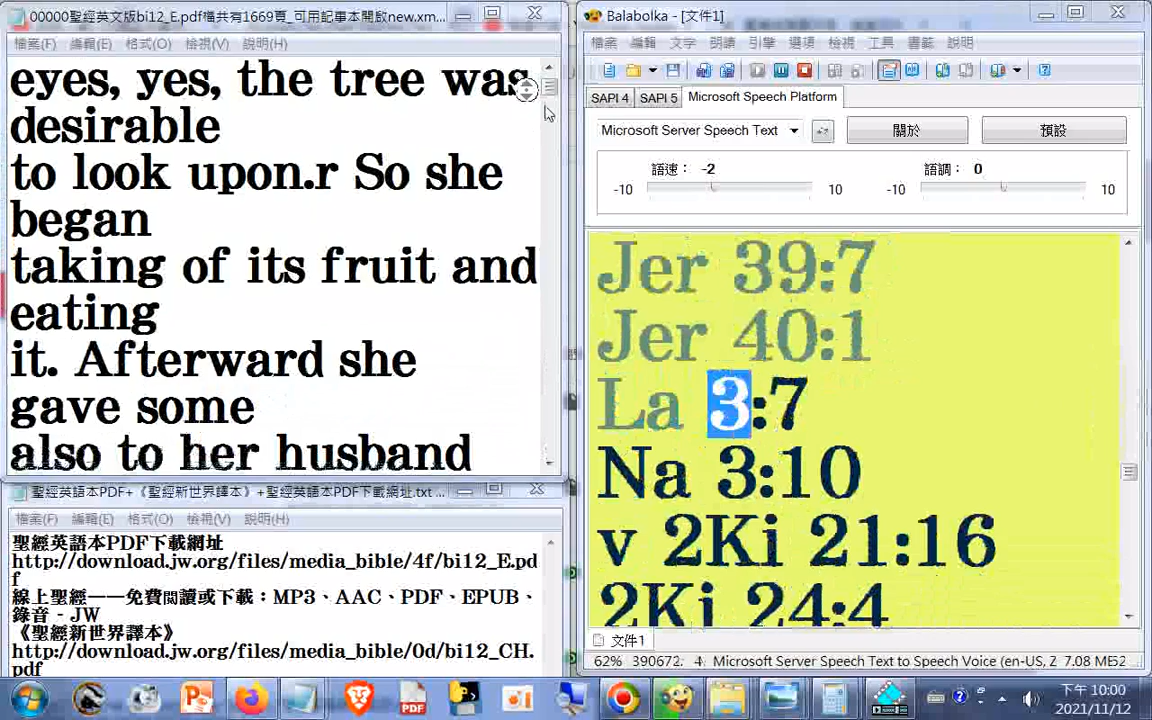 00000聖經英文版bi12_E.pdf檔共有1669頁_可用記事本開啟new.xm...
檔案(F) 編輯(E) 格式(O) 檢視(V) 說明(H)
eyes, yes, the tree was
desirable
to look upon.r So she
began
taking of its fruit and
eating
it. Afterward she
gave some
also to her husband
聖經英語本PDF+《聖經新世界譯本》+聖經英語本PDF下載網址.txt ...
檔案(F) 編輯(E) 格式(O) 檢視(V) 說明(H)
聖經英語本PDF下載網址
http://download.jw.org/files/media_bible/4f/bi12_E.pd
f
線上聖經——免費閱讀或下載：MP3、AAC、PDF、EPUB、
錄音 - JW
《聖經新世界譯本》
http://download.jw.org/files/media_bible/0d/bi12_CH.
pdf
Balabolka - [文件1]
檔案 編輯 文字 朗讀 引擎 選項 檢視 工具 書籤 說明
SAPI 4 SAPI 5 Microsoft Speech Platform
Microsoft Server Speech Text 關於 預設
語速： -2 語調： 0
-10 10 -10 10
Jer 39:7
Jer 40:1
La 3:7
Na 3:10
v 2Ki 21:16
2Ki 24:4
文件1
62% 390672. 4 Microsoft Server Speech Text to Speech Voice (en-US, Z 7.08 ME52
PDF
下午 10:00
2021/11/12